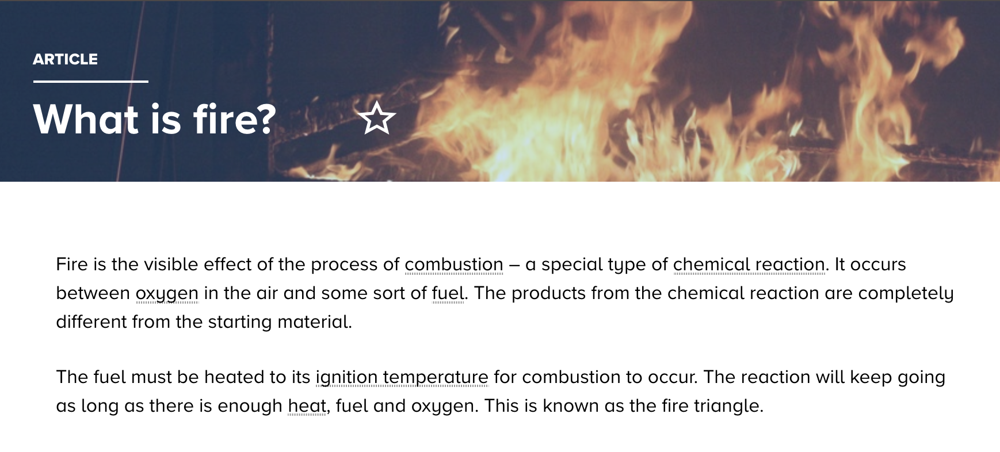 ARTICLE
What is fire?
Fire is the visible effect of the process of combustion – a special type of chemical reaction. It occurs
between oxygen in the air and some sort of fuel. The products from the chemical reaction are completely
different from the starting material.
The fuel must be heated to its ignition temperature for combustion to occur. The reaction will keep going
as long as there is enough heat, fuel and oxygen. This is known as the fire triangle.